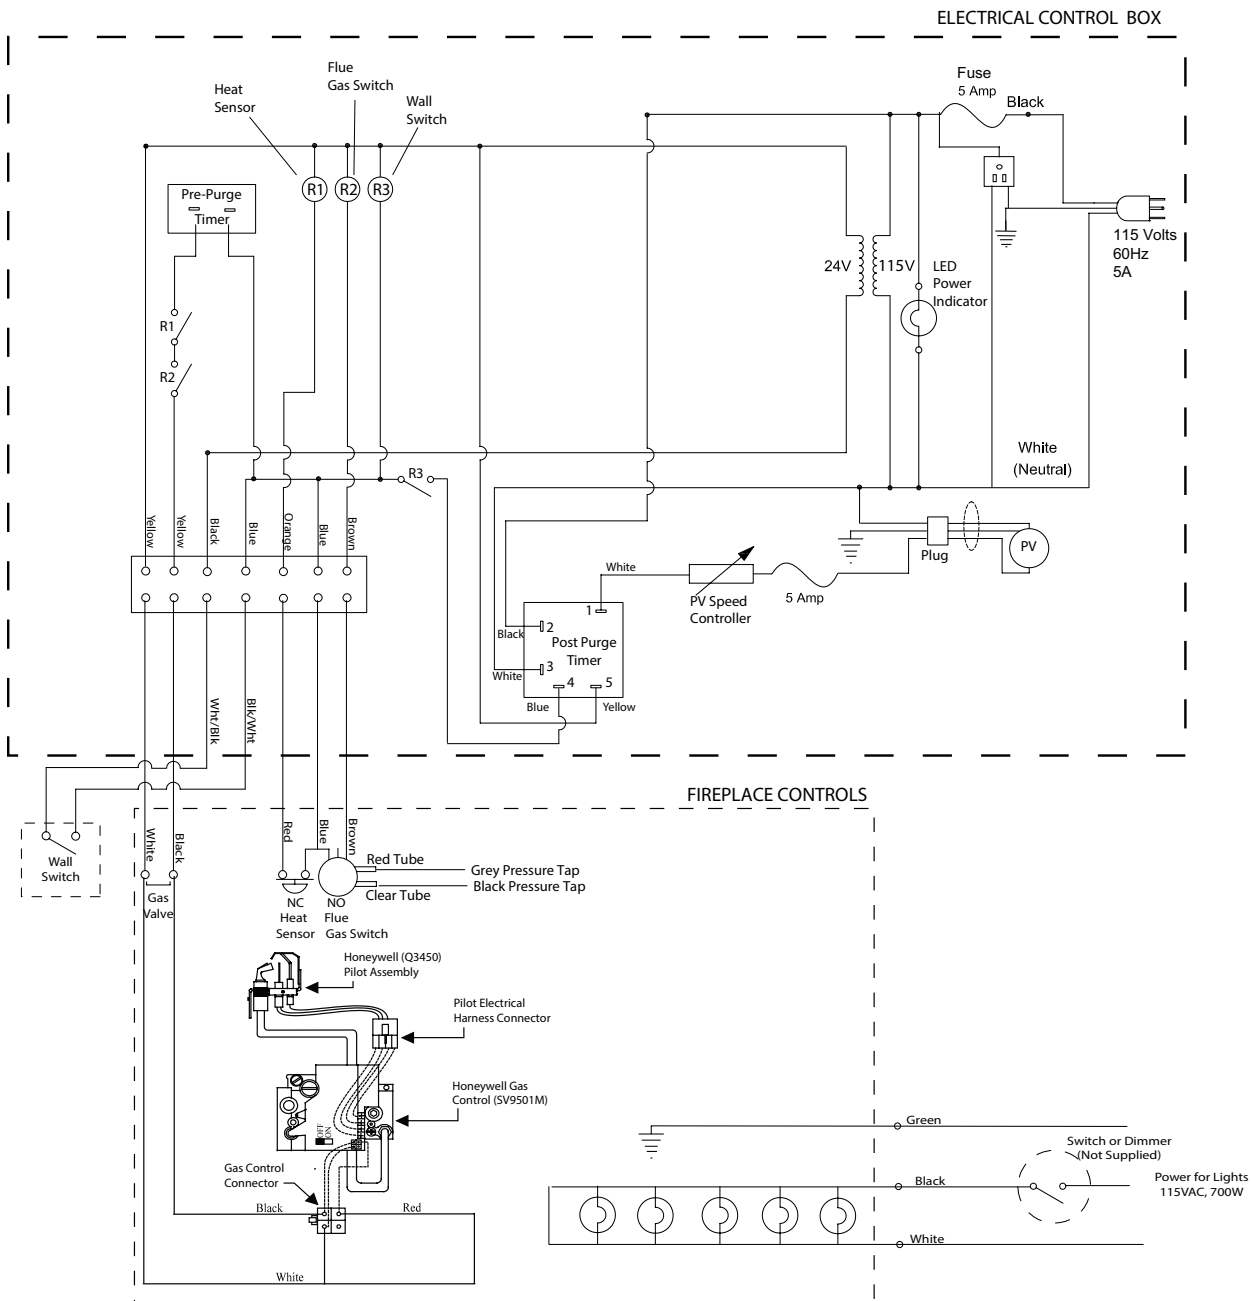 ELECTRICAL CONTROL BOX
Flue
Gas Switch
Heat
Sensor
Wall
Switch
Fuse
5 Amp
Black
R1
R2
R3
Pre-Purge
Timer
115 Volts
60Hz
5A
24V
115V
LED
Power
Indicator
R1
R2
R3
White
(Neutral)
Yellow
Yellow
Black
Blue
Orange
Blue
Brown
Plug
PV
White
PV Speed
Controller
5 Amp
1
2
Black
Post Purge
Timer
3
White
4
5
Blue
Yellow
Wht/Blk
Blk/Wht
FIREPLACE CONTROLS
White
Black
Red
Blue
Brown
Wall
Switch
Red Tube
Grey Pressure Tap
Black Pressure Tap
Clear Tube
Gas
Valve
NC
Heat
Sensor
NO
Flue
Gas Switch
Honeywell (Q3450)
Pilot Assembly
Pilot Electrical
Harness Connector
Honeywell Gas
Control (SV9501M)
OFF
ON
Gas Control
Connector
Black
Red
White
Green
Switch or Dimmer
(Not Supplied)
Black
Power for Lights
115VAC, 700W
White